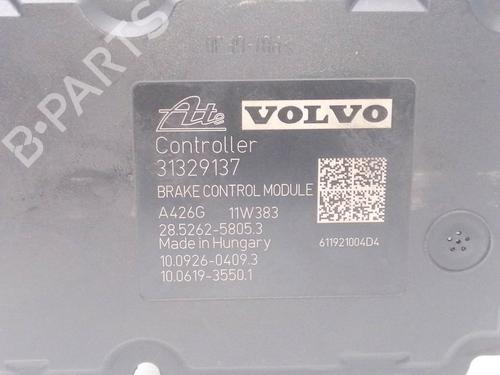 B-PARTS
Ate VOLVO
Controller
31329137
BRAKE CONTROL MODULE
A426G 11W383
28.5262-5805.3
Made in Hungary 611921004D4
10.0926-0409.3
10.0619-3550.1